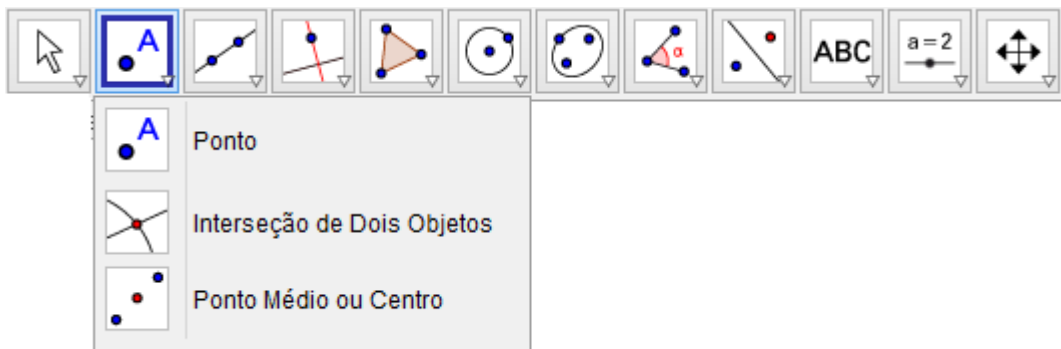 A α ABC a=2
A Ponto
Interseção de Dois Objetos
Ponto Médio ou Centro